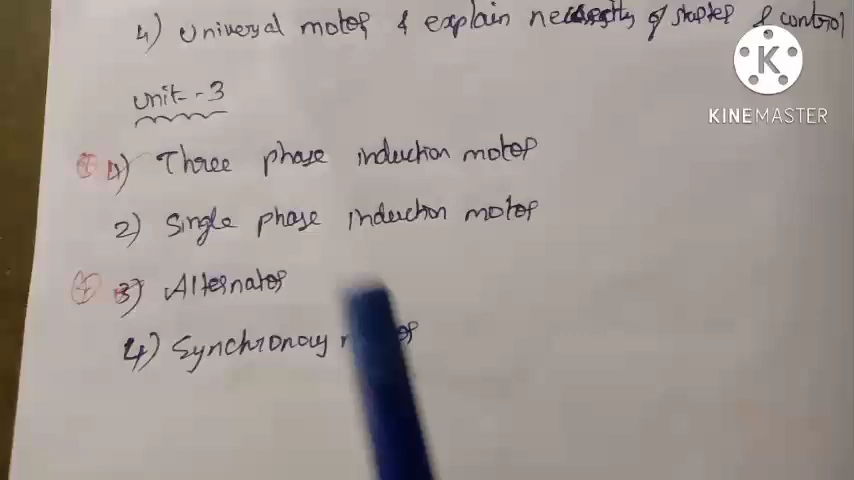 4) Universal motor & explain necessity of starter & control
KINEMASTER
Unit-3
1) Three phase induction motor
2) Single phase induction motor
3) Alternator
4) Synchronous